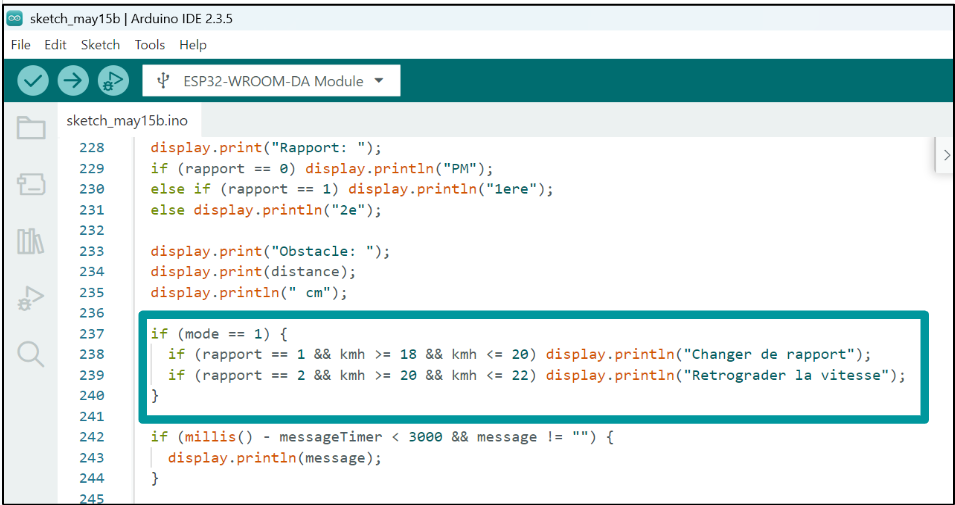 sketch_may15b | Arduino IDE 2.3.5
File Edit Sketch Tools Help
ESP32-WROOM-DA Module
sketch_may15b.ino
228 display.print("Rapport: ");
229 if (rapport == 0) display.println("PM");
230 else if (rapport == 1) display.println("1ere");
231 else display.println("2e");
232
233 display.print("Obstacle: ");
234 display.print(distance);
235 display.println(" cm");
236
237 if (mode == 1) {
238 if (rapport == 1 && kmh >= 18 && kmh <= 20) display.println("Changer de rapport");
239 if (rapport == 2 && kmh >= 20 && kmh <= 22) display.println("Retrograder la vitesse");
240 }
241
242 if (millis() - messageTimer < 3000 && message != "") {
243 display.println(message);
244 }
245